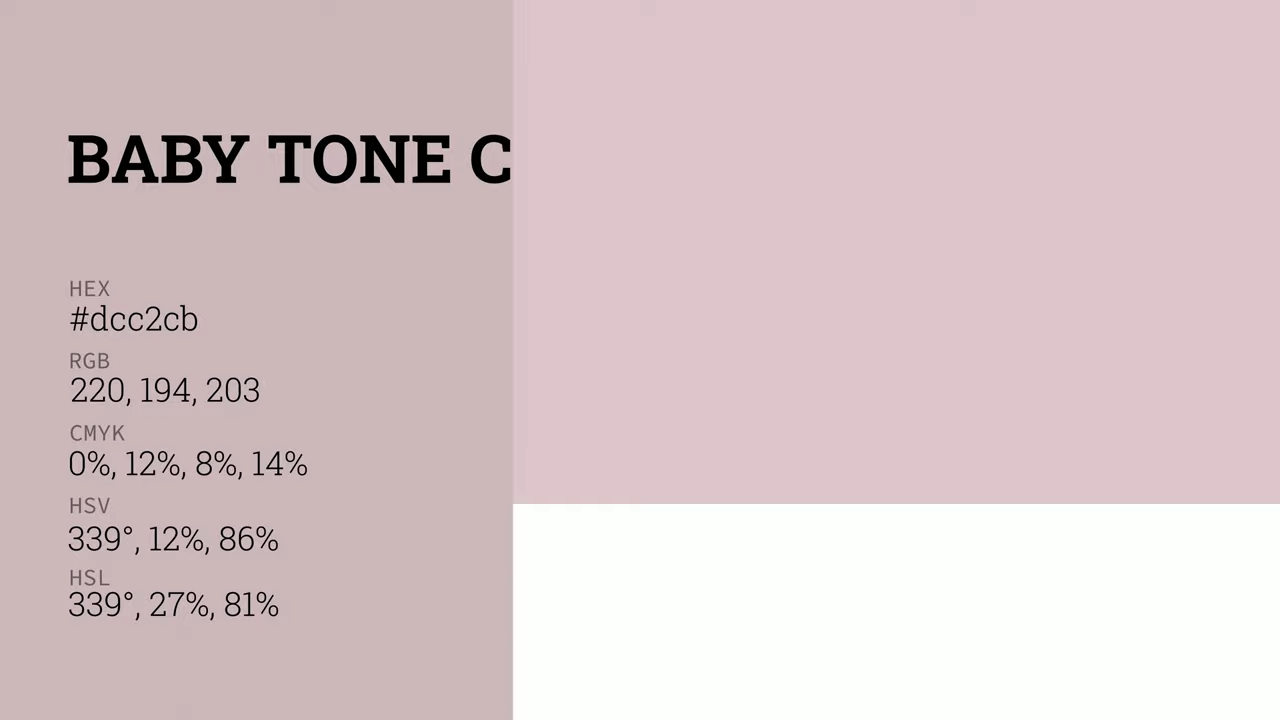 BABY TONE C
HEX
#dcc2cb
RGB
220, 194, 203
CMYK
0%, 12%, 8%, 14%
HSV
339°, 12%, 86%
HSL
339°, 27%, 81%